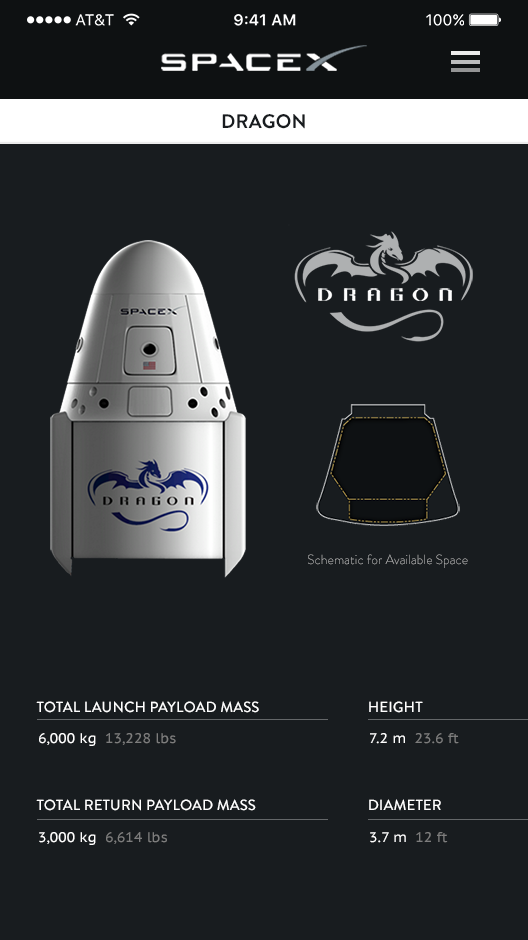 AT&T 9:41 AM 100%
SPACEX
DRAGON
SPACEX
DRAGON
DRAGON
Schematic for Available Space
TOTAL LAUNCH PAYLOAD MASS
6,000 kg 13,228 lbs
HEIGHT
7.2 m 23.6 ft
TOTAL RETURN PAYLOAD MASS
3,000 kg 6,614 lbs
DIAMETER
3.7 m 12 ft